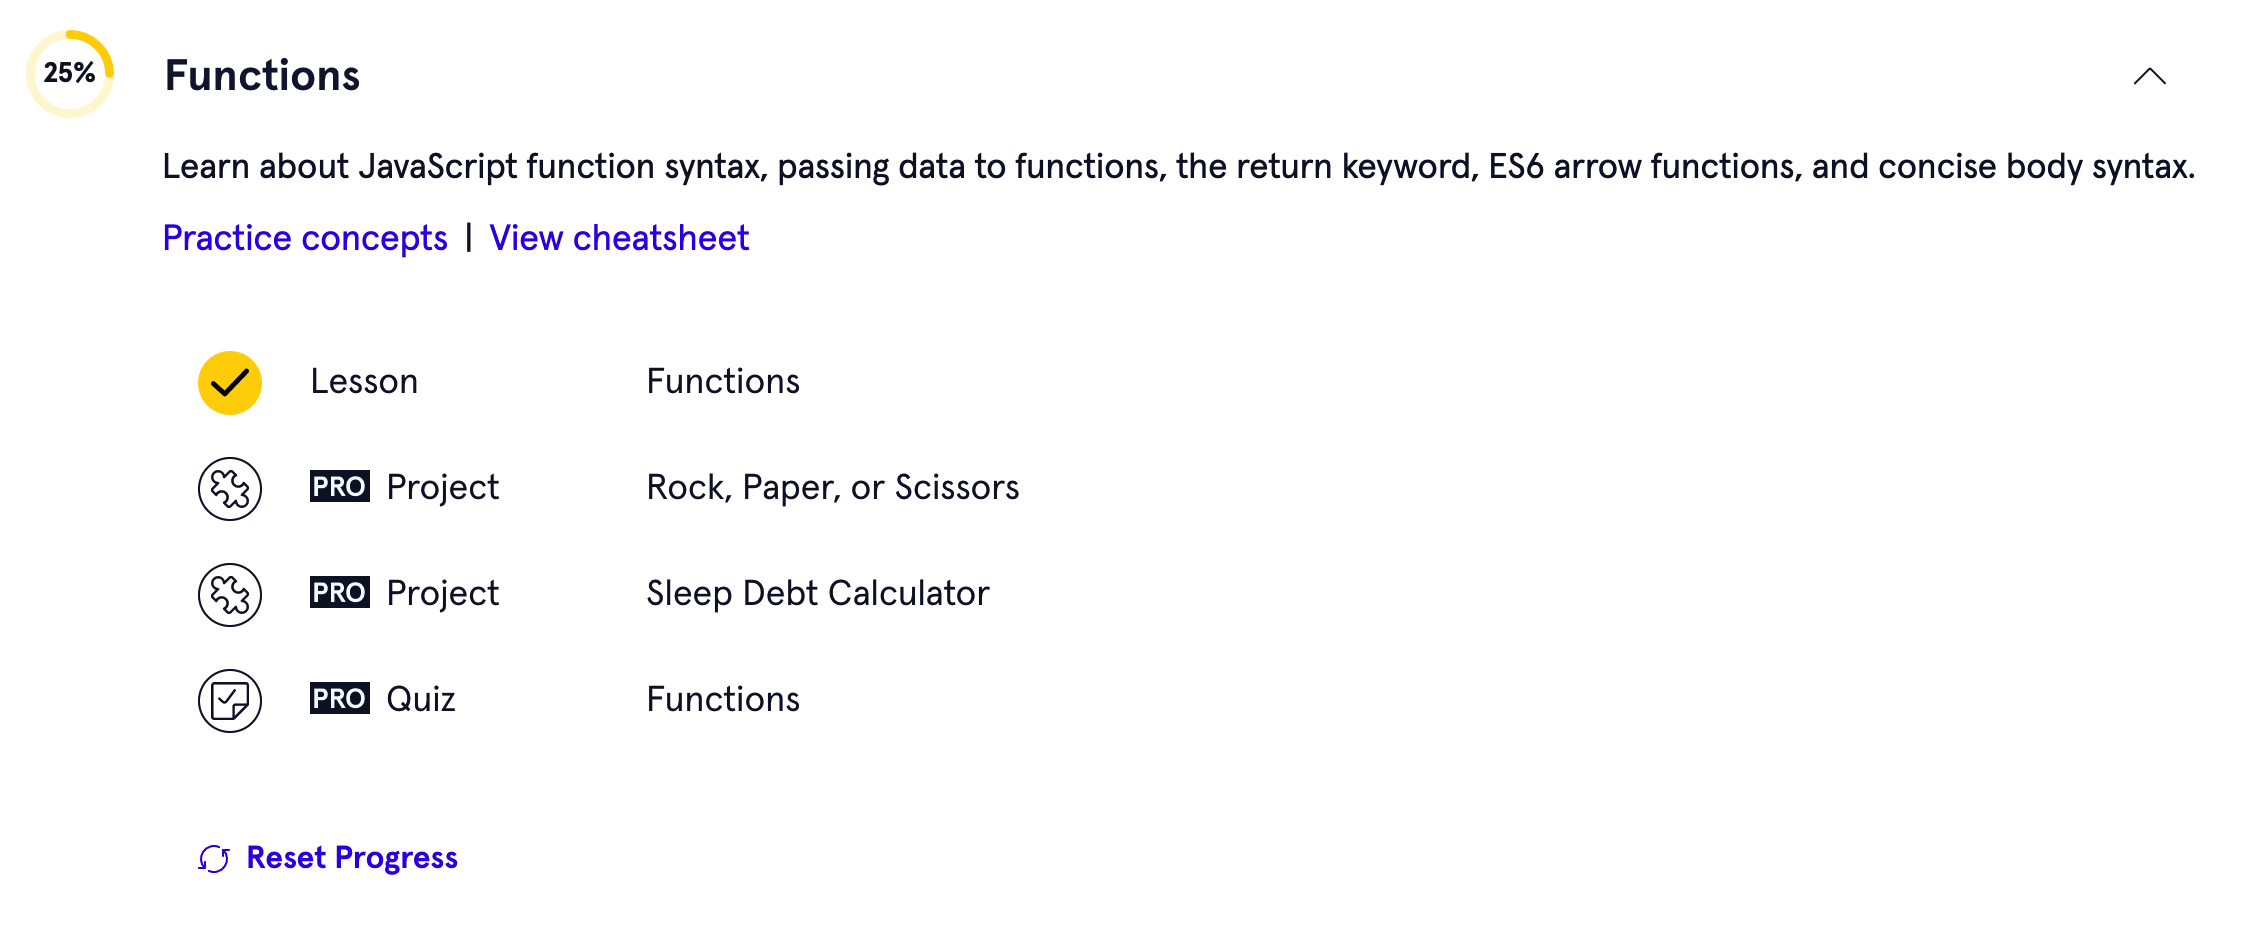 25%
Functions
Learn about JavaScript function syntax, passing data to functions, the return keyword, ES6 arrow functions, and concise body syntax.
Practice concepts | View cheatsheet
Lesson Functions
PRO Project Rock, Paper, or Scissors
PRO Project Sleep Debt Calculator
PRO Quiz Functions
Reset Progress